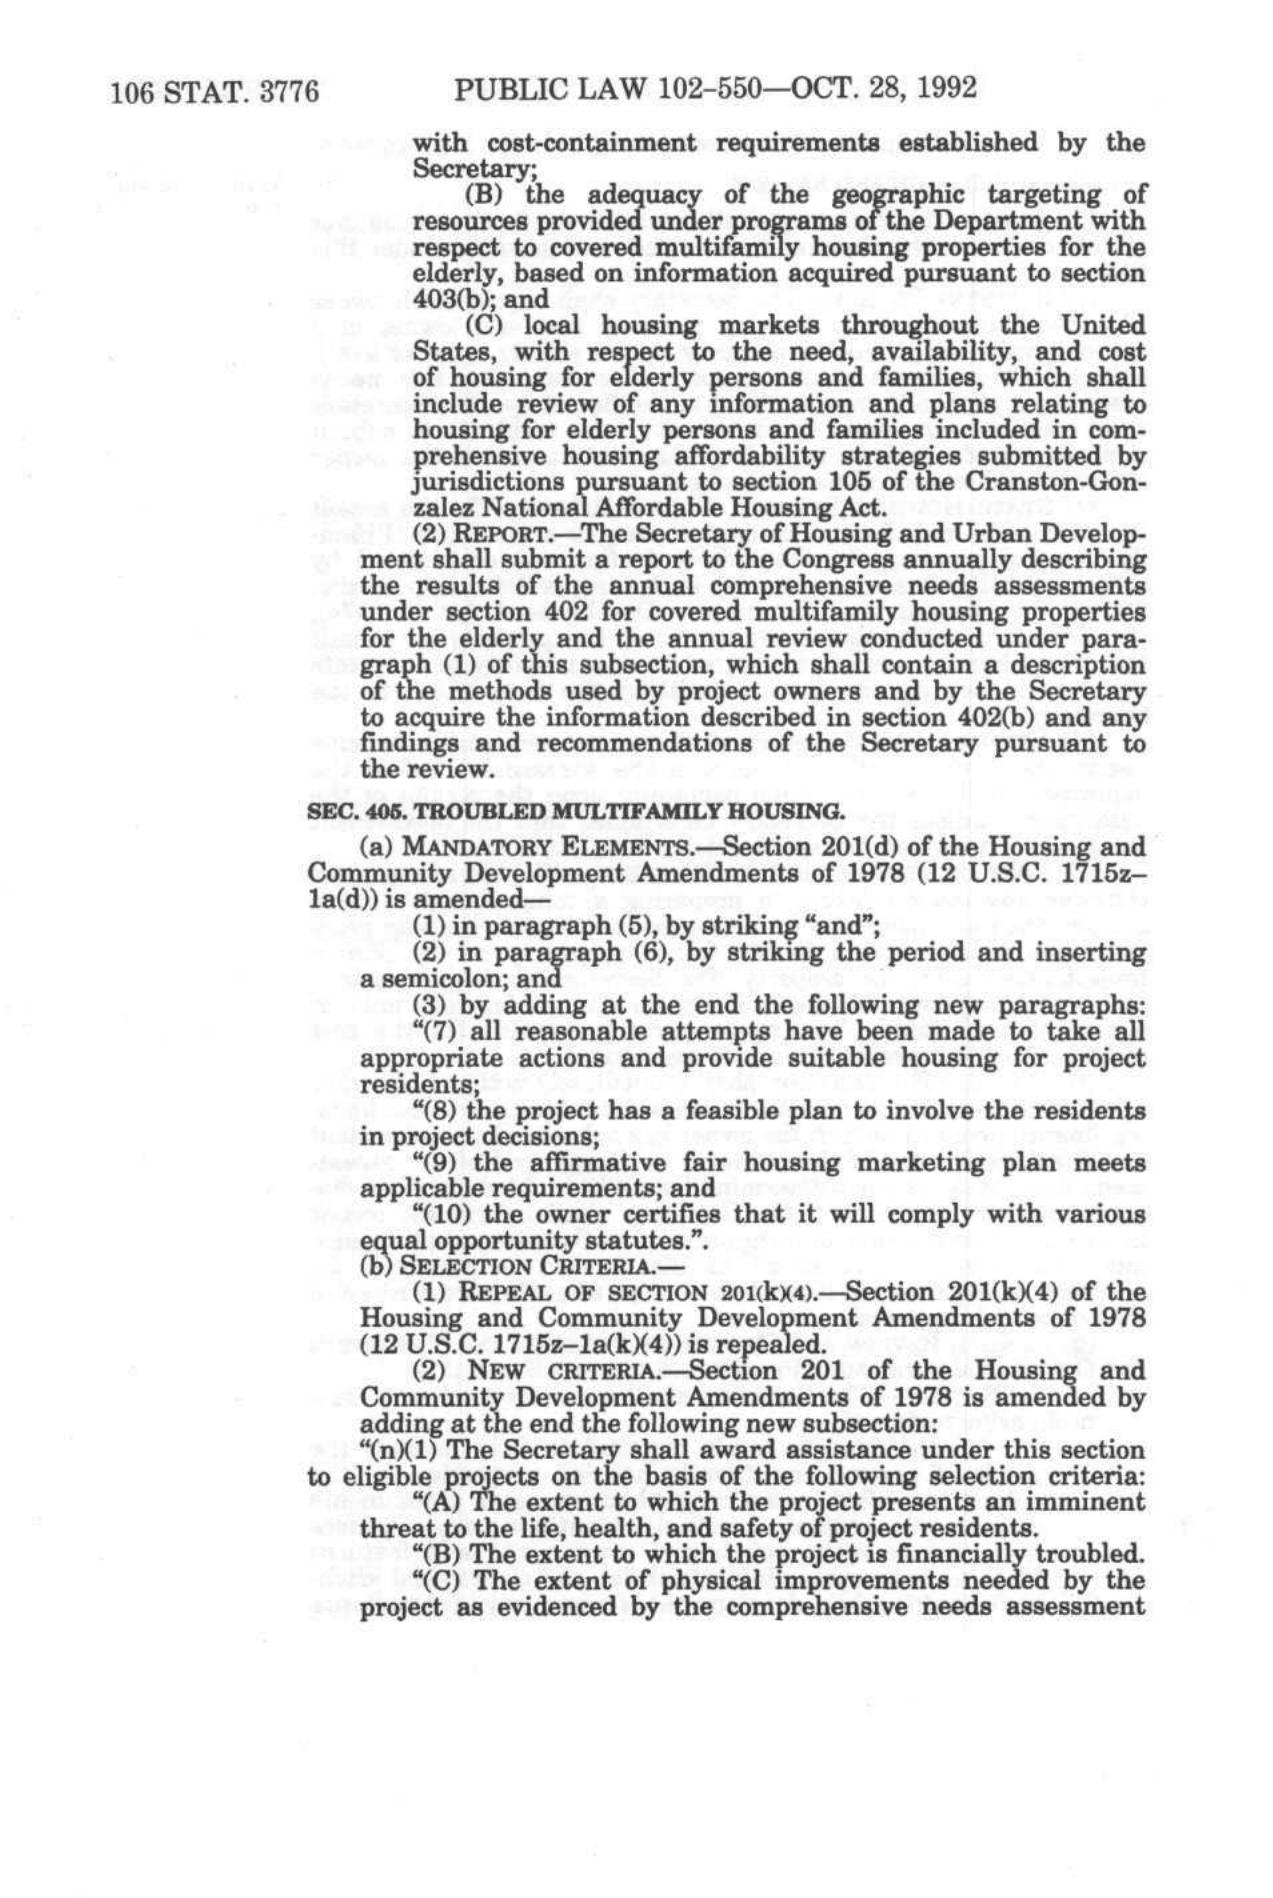 106 STAT. 3776 PUBLIC LAW 102–550—OCT. 28, 1992
with cost-containment requirements established by the
Secretary;
(B) the adequacy of the geographic targeting of
resources provided under programs of the Department with
respect to covered multifamily housing properties for the
elderly, based on information acquired pursuant to section
403(b); and
(C) local housing markets throughout the United
States, with respect to the need, availability, and cost
of housing for elderly persons and families, which shall
include review of any information and plans relating to
housing for elderly persons and families included in com-
prehensive housing affordability strategies submitted by
jurisdictions pursuant to section 105 of the Cranston-Gon-
zalez National Affordable Housing Act.
(2) REPORT.—The Secretary of Housing and Urban Develop-
ment shall submit a report to the Congress annually describing
the results of the annual comprehensive needs assessments
under section 402 for covered multifamily housing properties
for the elderly and the annual review conducted under para-
graph (1) of this subsection, which shall contain a description
of the methods used by project owners and by the Secretary
to acquire the information described in section 402(b) and any
findings and recommendations of the Secretary pursuant to
the review.
SEC. 405. TROUBLED MULTIFAMILY HOUSING.
(a) MANDATORY ELEMENTS.—Section 201(d) of the Housing and
Community Development Amendments of 1978 (12 U.S.C. 1715z–
1a(d)) is amended—
(1) in paragraph (5), by striking “and”;
(2) in paragraph (6), by striking the period and inserting
a semicolon; and
(3) by adding at the end the following new paragraphs:
“(7) all reasonable attempts have been made to take all
appropriate actions and provide suitable housing for project
residents;
“(8) the project has a feasible plan to involve the residents
in project decisions;
“(9) the affirmative fair housing marketing plan meets
applicable requirements; and
“(10) the owner certifies that it will comply with various
equal opportunity statutes.”.
(b) SELECTION CRITERIA.—
(1) REPEAL OF SECTION 201(k)(4).—Section 201(k)(4) of the
Housing and Community Development Amendments of 1978
(12 U.S.C. 1715z–1a(k)(4)) is repealed.
(2) NEW CRITERIA.—Section 201 of the Housing and
Community Development Amendments of 1978 is amended by
adding at the end the following new subsection:
“(n)(1) The Secretary shall award assistance under this section
to eligible projects on the basis of the following selection criteria:
“(A) The extent to which the project presents an imminent
threat to the life, health, and safety of project residents.
“(B) The extent to which the project is financially troubled.
“(C) The extent of physical improvements needed by the
project as evidenced by the comprehensive needs assessment